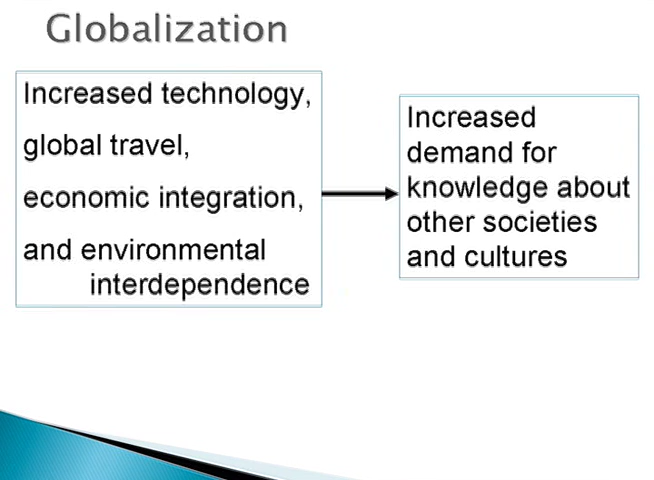 Globalization
Increased technology,
global travel,
economic integration,
and environmental
interdependence
Increased
demand for
knowledge about
other societies
and cultures